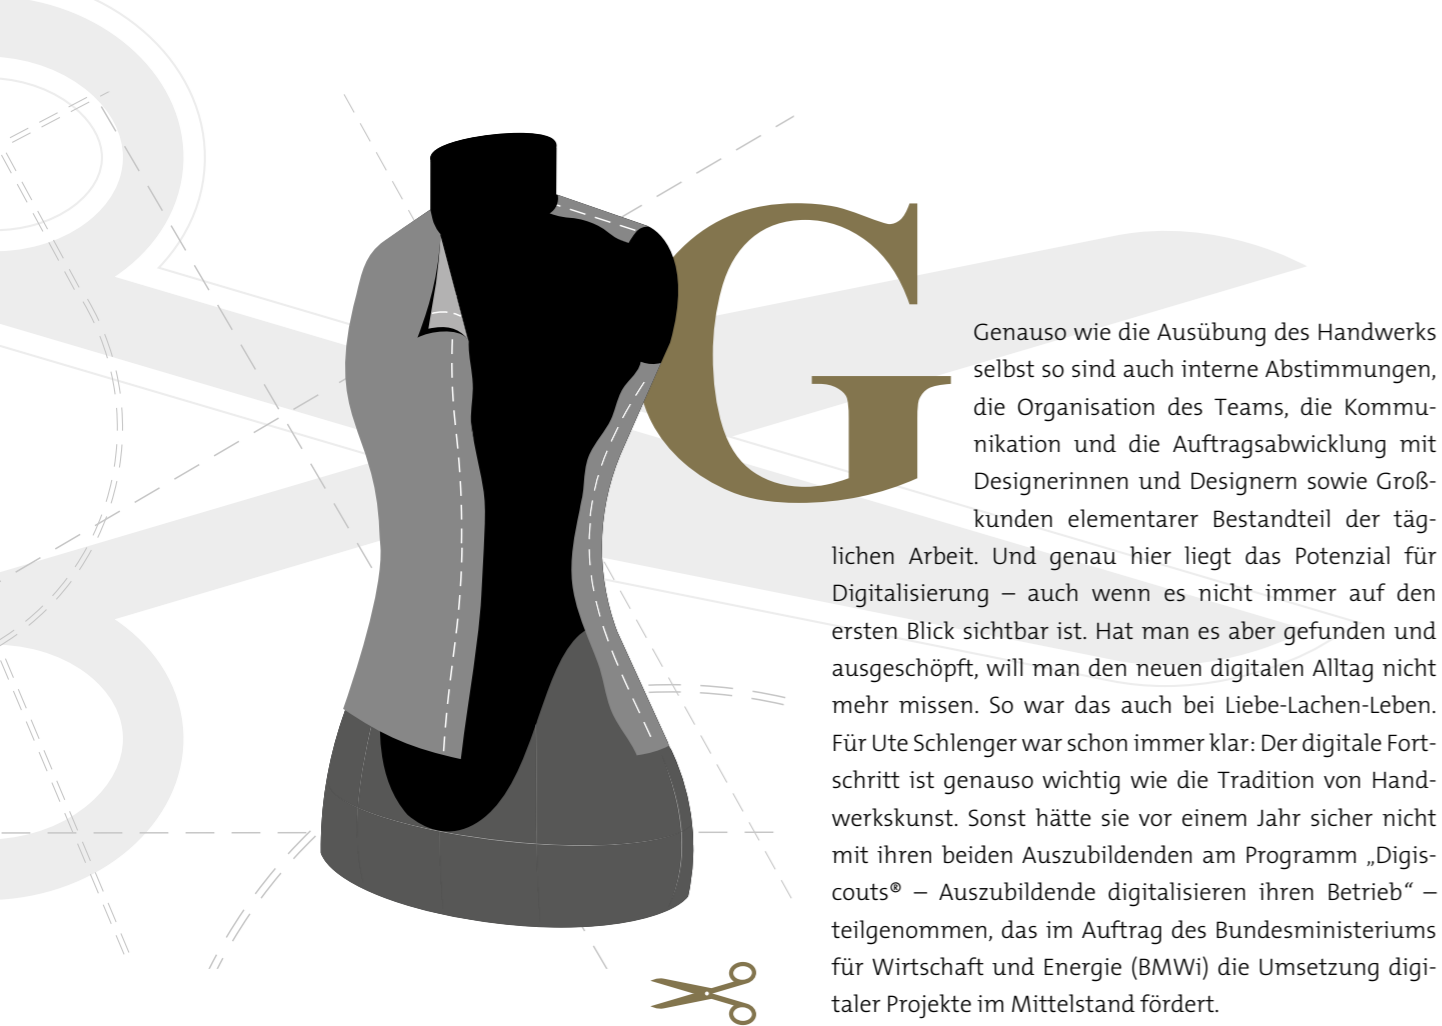 G
Genauso wie die Ausübung des Handwerks
selbst so sind auch interne Abstimmungen,
die Organisation des Teams, die Kommu-
nikation und die Auftragsabwicklung mit
Designerinnen und Designern sowie Groß-
kunden elementarer Bestandteil der täg-
lichen Arbeit. Und genau hier liegt das Potenzial für
Digitalisierung – auch wenn es nicht immer auf den
ersten Blick sichtbar ist. Hat man es aber gefunden und
ausgeschöpft, will man den neuen digitalen Alltag nicht
mehr missen. So war das auch bei Liebe-Lachen-Leben.
Für Ute Schlenger war schon immer klar: Der digitale Fort-
schritt ist genauso wichtig wie die Tradition von Hand-
werkskunst. Sonst hätte sie vor einem Jahr sicher nicht
mit ihren beiden Auszubildenden am Programm „Digis-
couts® – Auszubildende digitalisieren ihren Betrieb“ –
teilgenommen, das im Auftrag des Bundesministeriums
für Wirtschaft und Energie (BMWi) die Umsetzung digi-
taler Projekte im Mittelstand fördert.